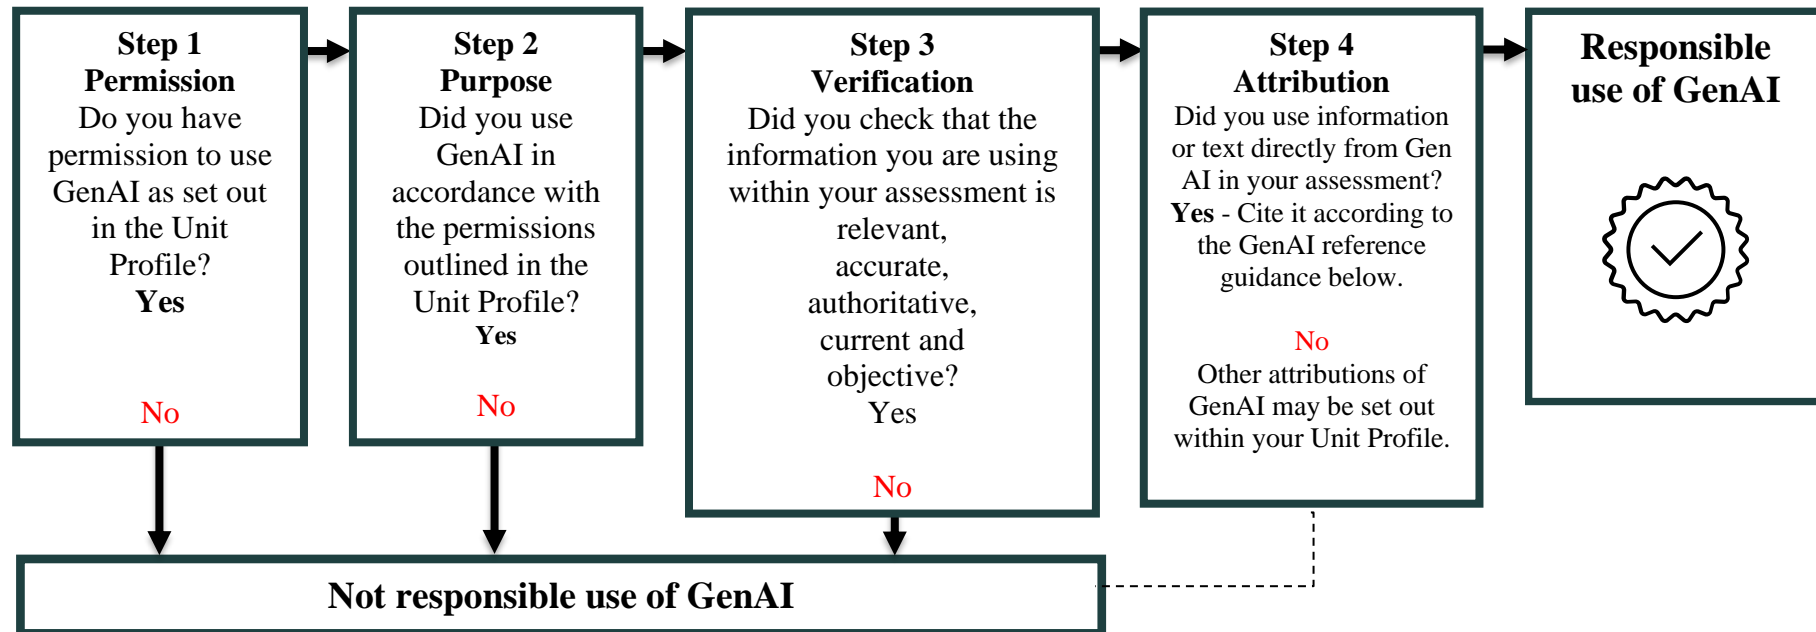 Step 1
Permission
Do you have
permission to use
GenAI as set out
in the Unit
Profile?
Yes
No
Step 2
Purpose
Did you use
GenAI in
accordance with
the permissions
outlined in the
Unit Profile?
Yes
No
Step 3
Verification
Did you check that the
information you are using
within your assessment is
relevant,
accurate,
authoritative,
current and
objective?
Yes
No
Step 4
Attribution
Did you use information
or text directly from Gen
AI in your assessment?
Yes - Cite it according to
the GenAI reference
guidance below.
No
Other attributions of
GenAI may be set out
within your Unit Profile.
Responsible
use of GenAI
Not responsible use of GenAI